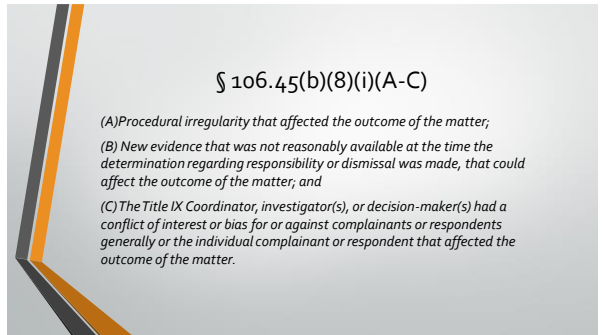 § 106.45(b)(8)(i)(A-C)
(A)Procedural irregularity that affected the outcome of the matter;
(B) New evidence that was not reasonably available at the time the
determination regarding responsibility or dismissal was made, that could
affect the outcome of the matter; and
(C) The Title IX Coordinator, investigator(s), or decision-maker(s) had a
conflict of interest or bias for or against complainants or respondents
generally or the individual complainant or respondent that affected the
outcome of the matter.